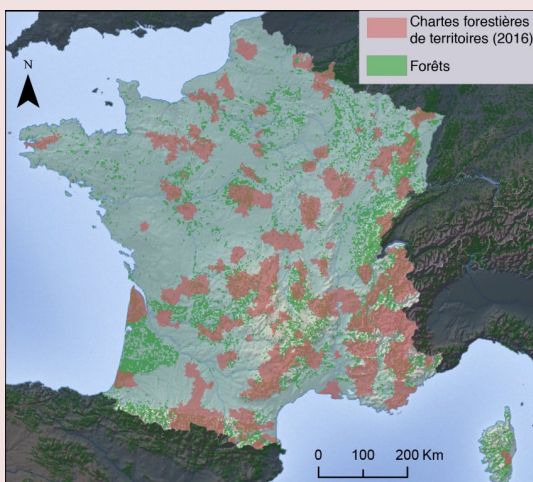 Chartes forestières
de territoires (2016)
Forêts
N
0 100 200 Km